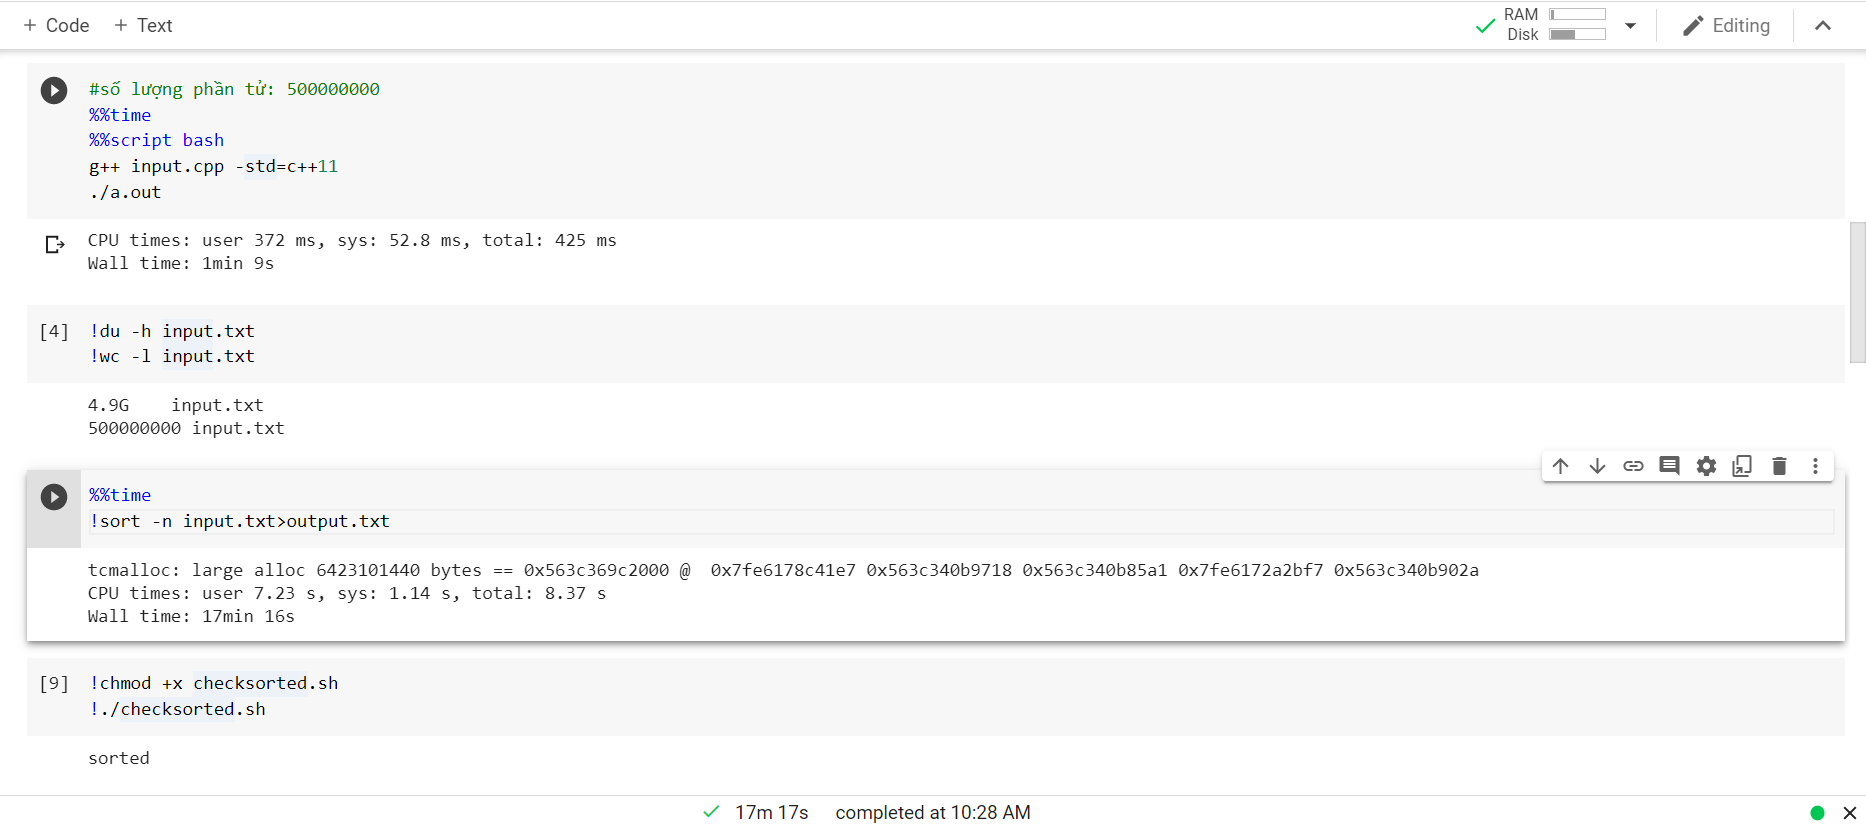 + Code + Text RAM Editing
Disk
#số lượng phần tử: 500000000
%%time
%%script bash
g++ input.cpp -std=c++11
./a.out
CPU times: user 372 ms, sys: 52.8 ms, total: 425 ms
Wall time: 1min 9s
[4] !du -h input.txt
!wc -l input.txt
4.9G    input.txt
500000000 input.txt
%%time
!sort -n input.txt>output.txt
tcmalloc: large alloc 6423101440 bytes == 0x563c369c2000 @  0x7fe6178c41e7 0x563c340b9718 0x563c340b85a1 0x7fe6172a2bf7 0x563c340b902a
CPU times: user 7.23 s, sys: 1.14 s, total: 8.37 s
Wall time: 17min 16s
[9] !chmod +x checksorted.sh
!./checksorted.sh
sorted
17m 17s completed at 10:28 AM